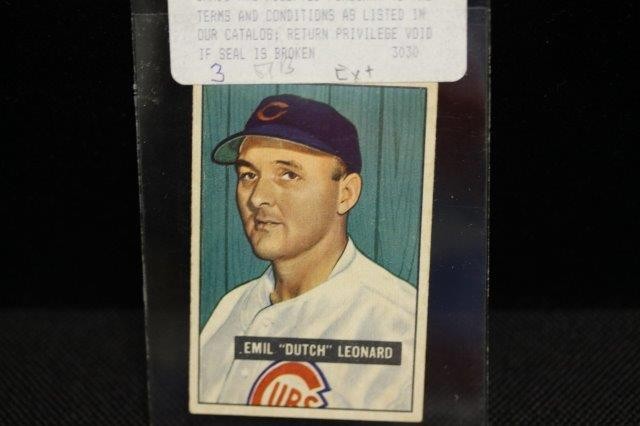 TERMS AND CONDITIONS AS LISTED IN
OUR CATALOG; RETURN PRIVILEGE VOID
IF SEAL IS BROKEN 3030
3 Ex+
C
EMIL "DUTCH" LEONARD
CUBS